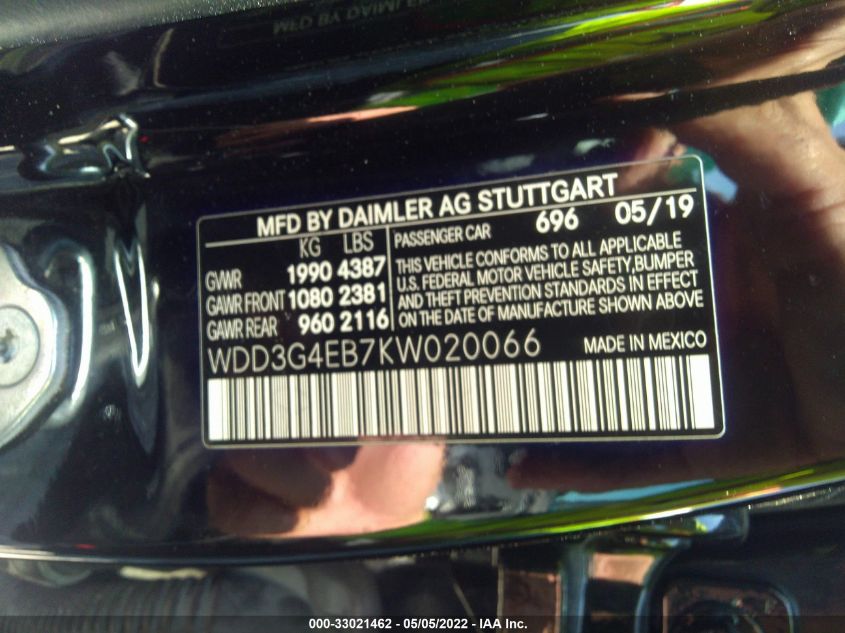 MFD BY DAIMLER AG STUTTGART
KG LBS
GVWR 1990 4387
GAWR FRONT 1080 2381
GAWR REAR 960 2116
PASSENGER CAR 696 05/19
THIS VEHICLE CONFORMS TO ALL APPLICABLE
U.S. FEDERAL MOTOR VEHICLE SAFETY, BUMPER
AND THEFT PREVENTION STANDARDS IN EFFECT
ON THE DATE OF MANUFACTURE SHOWN ABOVE
WDD3G4EB7KW020066 MADE IN MEXICO
000-33021462 - 05/05/2022 - IAA Inc.